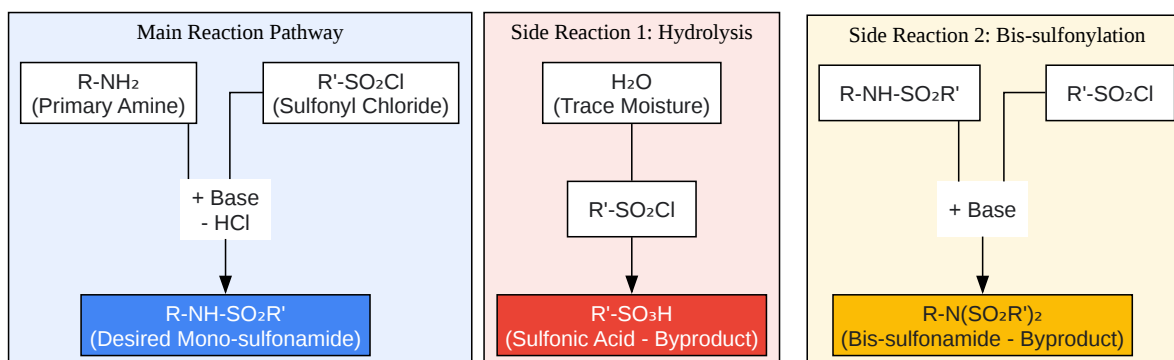 Main Reaction Pathway
R-NH₂
(Primary Amine)
R'-SO₂Cl
(Sulfonyl Chloride)
+ Base
- HCl
R-NH-SO₂R'
(Desired Mono-sulfonamide)
Side Reaction 1: Hydrolysis
H₂O
(Trace Moisture)
R'-SO₂Cl
R'-SO₃H
(Sulfonic Acid - Byproduct)
Side Reaction 2: Bis-sulfonylation
R-NH-SO₂R'
R'-SO₂Cl
+ Base
R-N(SO₂R')₂
(Bis-sulfonamide - Byproduct)